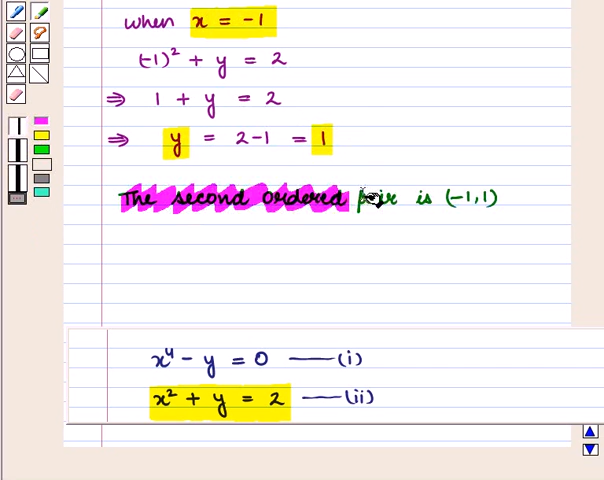 when x = -1
(-1)² + y = 2
⇒ 1 + y = 2
⇒ y = 2-1 = 1
The second ordered pair is (-1,1)
x⁴ - y = 0 —(i)
x² + y = 2 —(ii)